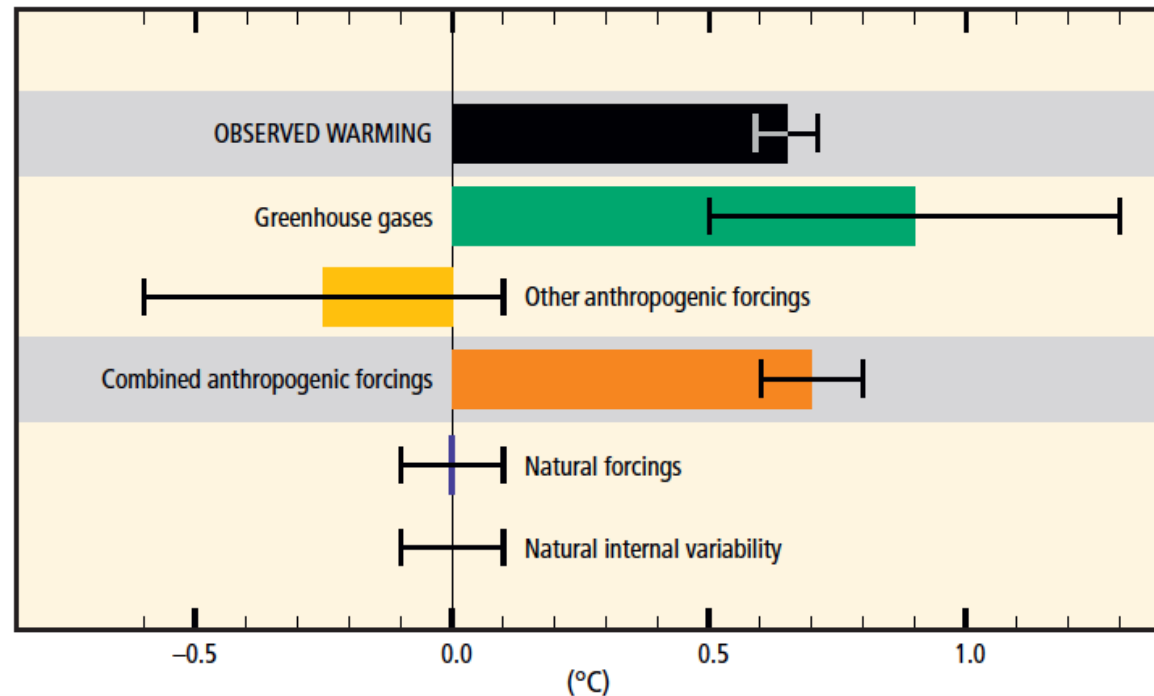 OBSERVED WARMING
Greenhouse gases
Other anthropogenic forcings
Combined anthropogenic forcings
Natural forcings
Natural internal variability
–0.5 0.0 0.5 1.0
(°C)